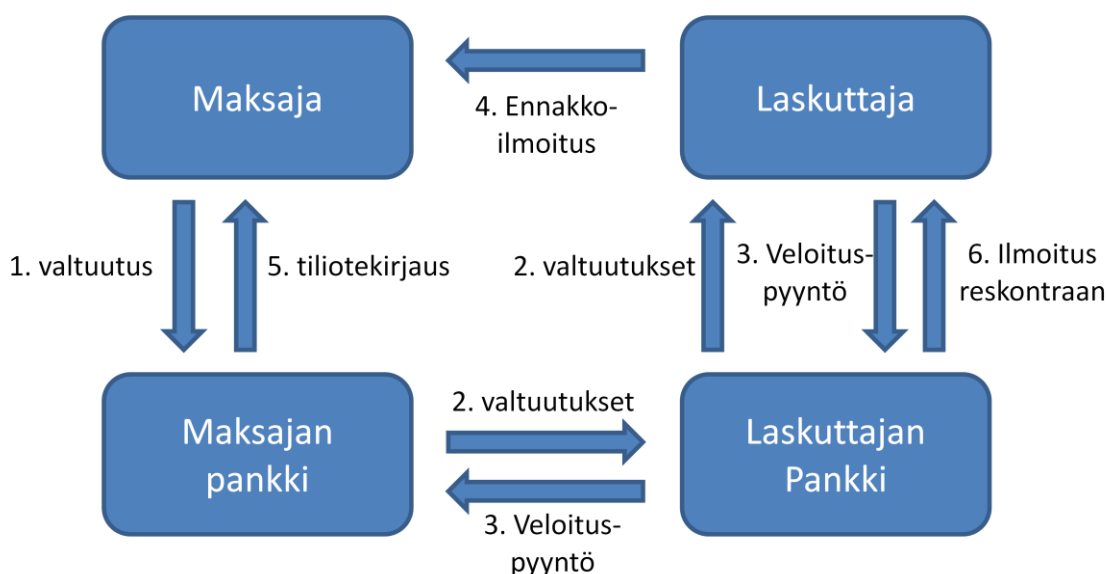 Maksaja
Laskuttaja
4. Ennakko-
ilmoitus
1. valtuutus
5. tiliotekirjaus
2. valtuutukset
3. Veloitus-
pyyntö
6. Ilmoitus
reskontraan
Maksajan
pankki
2. valtuutukset
3. Veloitus-
pyyntö
Laskuttajan
Pankki